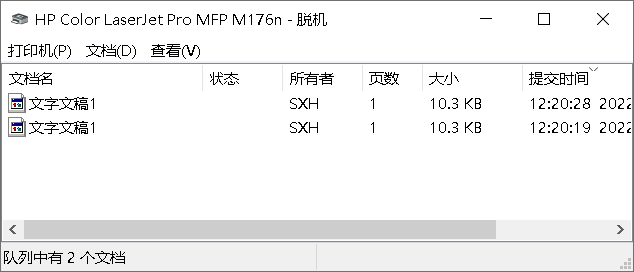 HP Color LaserJet Pro MFP M176n - 脱机
打印机(P) 文档(D) 查看(V)
文档名 状态 所有者 页数 大小 提交时间
文字文稿1 SXH 1 10.3 KB 12:20:28 2022
文字文稿1 SXH 1 10.3 KB 12:20:19 2022
队列中有 2 个文档